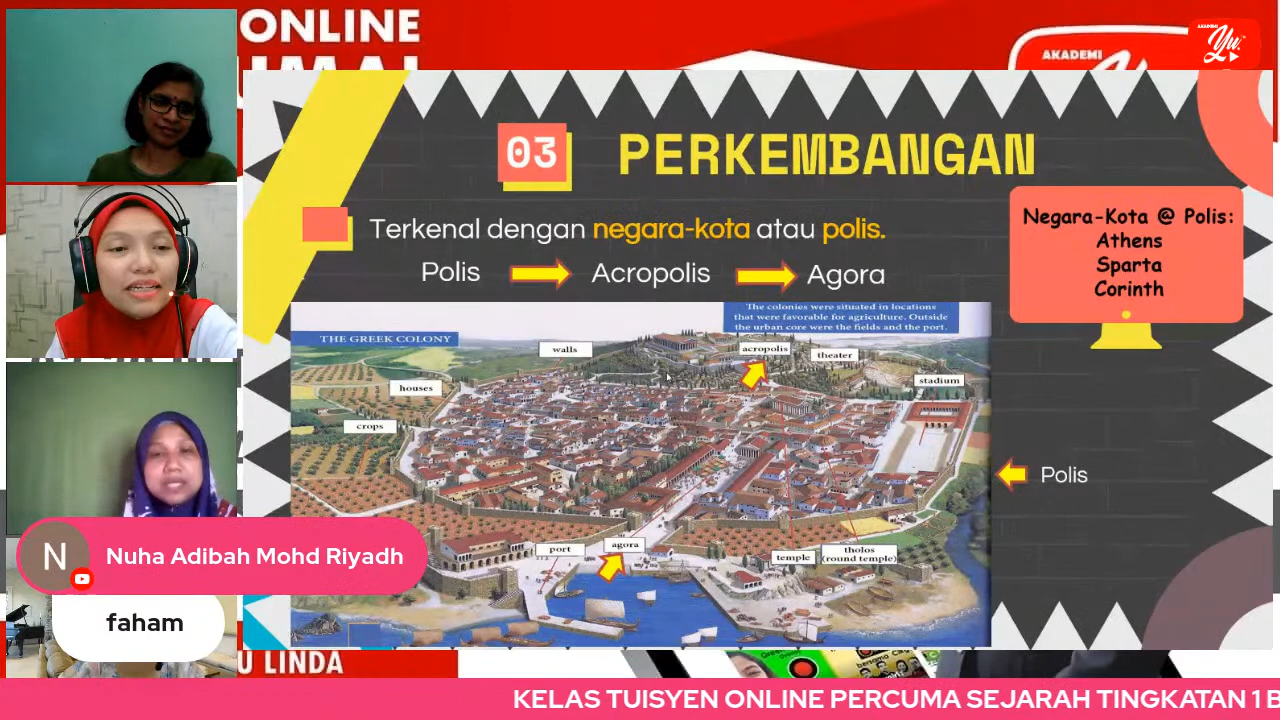 ONLINE
AKADEMI
AKADEMI
Yu.
03 PERKEMBANGAN
Terkenal dengan negara-kota atau polis.
Polis Acropolis Agora
Negara-Kota @ Polis:
Athens
Sparta
Corinth
The colonies were situated in locations
that were favorable for agriculture. Outside
the urban core were the fields and the port.
THE GREEK COLONY
walls
acropolis
theater
houses
stadium
crops
Polis
port
agora
temple
tholos
(round temple)
N
Nuha Adibah Mohd Riyadh
faham
U LINDA
KELAS TUISYEN ONLINE PERCUMA SEJARAH TINGKATAN 1 B